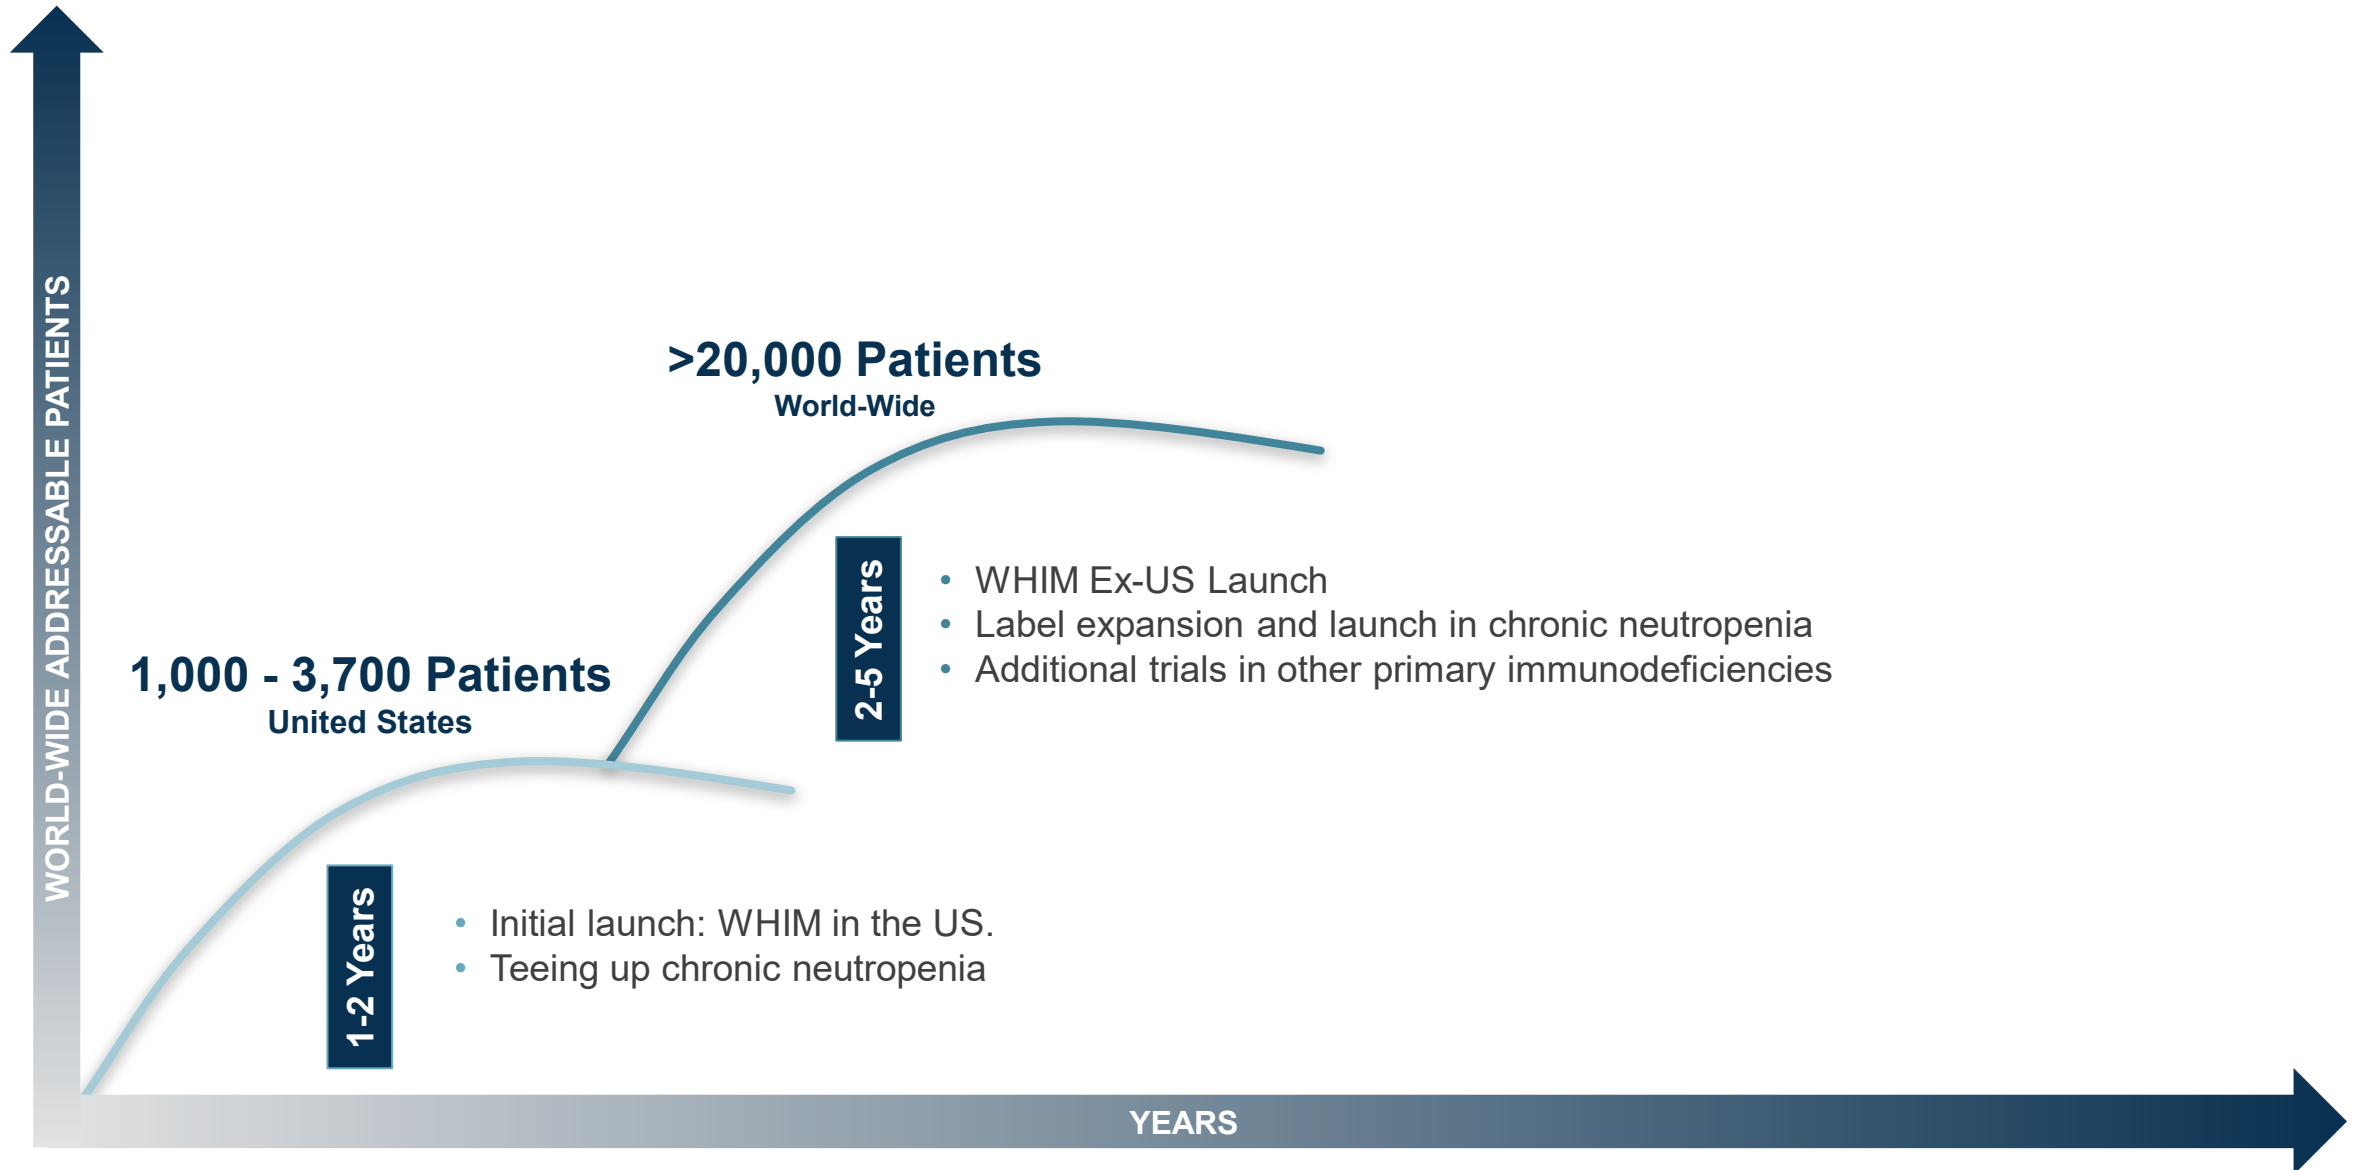 WORLD-WIDE ADDRESSABLE PATIENTS
>20,000 Patients
World-Wide
2-5 Years
• WHIM Ex-US Launch
• Label expansion and launch in chronic neutropenia
• Additional trials in other primary immunodeficiencies
1,000 - 3,700 Patients
United States
1-2 Years
• Initial launch: WHIM in the US.
• Teeing up chronic neutropenia
YEARS